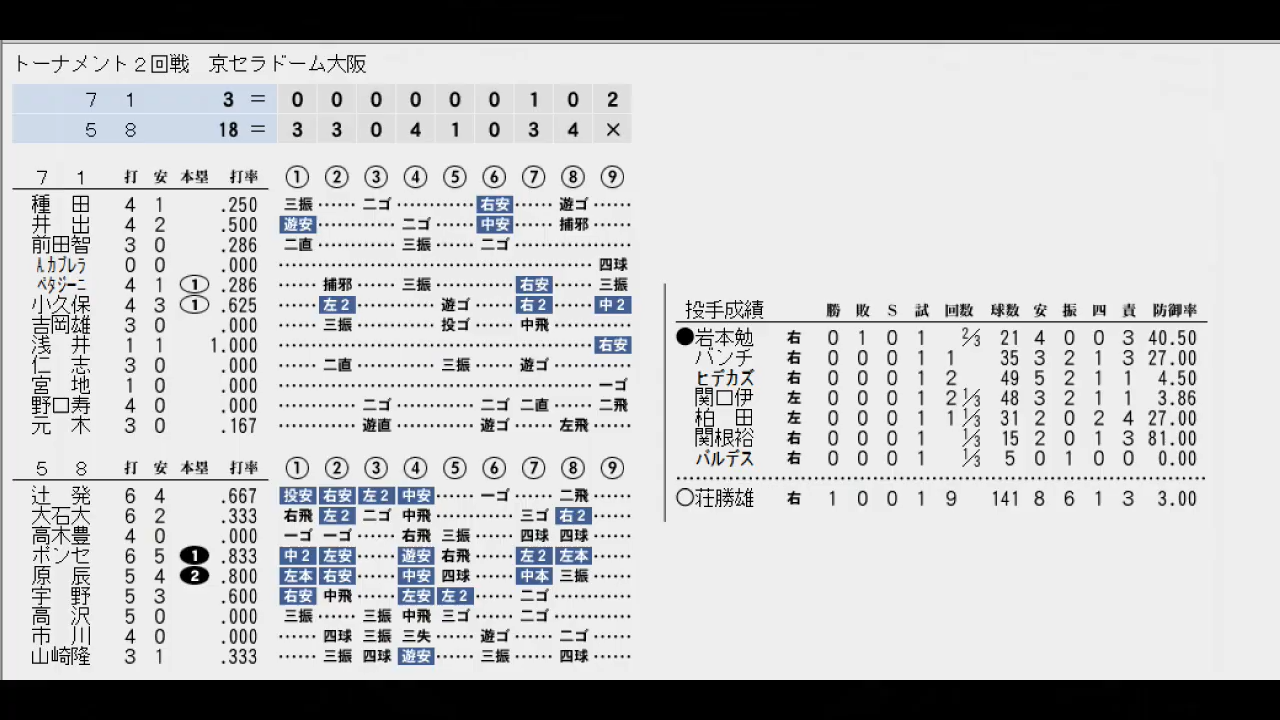 トーナメント２回戦　京セラドーム大阪
７１ 3 = 0 0 0 0 0 0 1 0 2
５８ 18 = 3 3 0 4 1 0 3 4 ×
７１ 打 安 本塁 打率 ① ② ③ ④ ⑤ ⑥ ⑦ ⑧ ⑨
種田 4 1 .250 三振 二ゴ 右安 遊ゴ
井出 4 2 .500 遊安 二ゴ 中安 捕邪
前田智 3 0 .286 二直 三振 二ゴ
A.カブレラ 0 0 .000 四球
ペタジーニ 4 1 ① .286 捕邪 三振 右安 三振
小久保 4 3 ① .625 左２ 遊ゴ 右２ 中２
吉岡雄 3 0 .000 三振 投ゴ 中飛
浅井 1 1 1.000 右安
仁志 3 0 .000 二直 三振 遊ゴ
宮地 1 0 .000 一ゴ
野口寿 4 0 .000 二ゴ 二ゴ 二直 二飛
元木 3 0 .167 遊直 遊ゴ 左飛
５８ 打 安 本塁 打率 ① ② ③ ④ ⑤ ⑥ ⑦ ⑧ ⑨
辻発 6 4 .667 投安 右安 左２ 中安 一ゴ 二飛
大石大 6 2 .333 右飛 左２ 二ゴ 中飛 三ゴ 右２
高木豊 4 0 .000 一ゴ 一ゴ 右飛 三振 四球 四球
ポンセ 6 5 ❶ .833 中２ 左安 遊安 右飛 左２ 左本
原辰 5 4 ❷ .800 左本 右安 中安 四球 中本 三振
宇野 5 3 .600 右安 中飛 左安 左２ 二ゴ
高沢 5 0 .000 三振 三振 中飛 三ゴ 二ゴ
市川 4 0 .000 四球 三振 三失 遊ゴ 二ゴ
山崎隆 3 1 .333 三振 四球 遊安 三振 四球
投手成績 勝 敗 S 試 回数 球数 安 振 四 責 防御率
●岩本勉 右 0 1 0 1 2/3 21 4 0 0 3 40.50
バンチ 右 0 0 0 1 1 35 3 2 1 3 27.00
ヒデカズ 右 0 0 0 1 2 49 5 2 1 1 4.50
関口伊 左 0 0 0 1 2 1/3 48 3 2 1 1 3.86
柏田 左 0 0 0 1 1 1/3 31 2 0 2 4 27.00
関根裕 右 0 0 0 1 1/3 15 2 0 1 3 81.00
バルデス 右 0 0 0 1 1/3 5 0 1 0 0 0.00
○荘勝雄 右 1 0 0 1 9 141 8 6 1 3 3.00